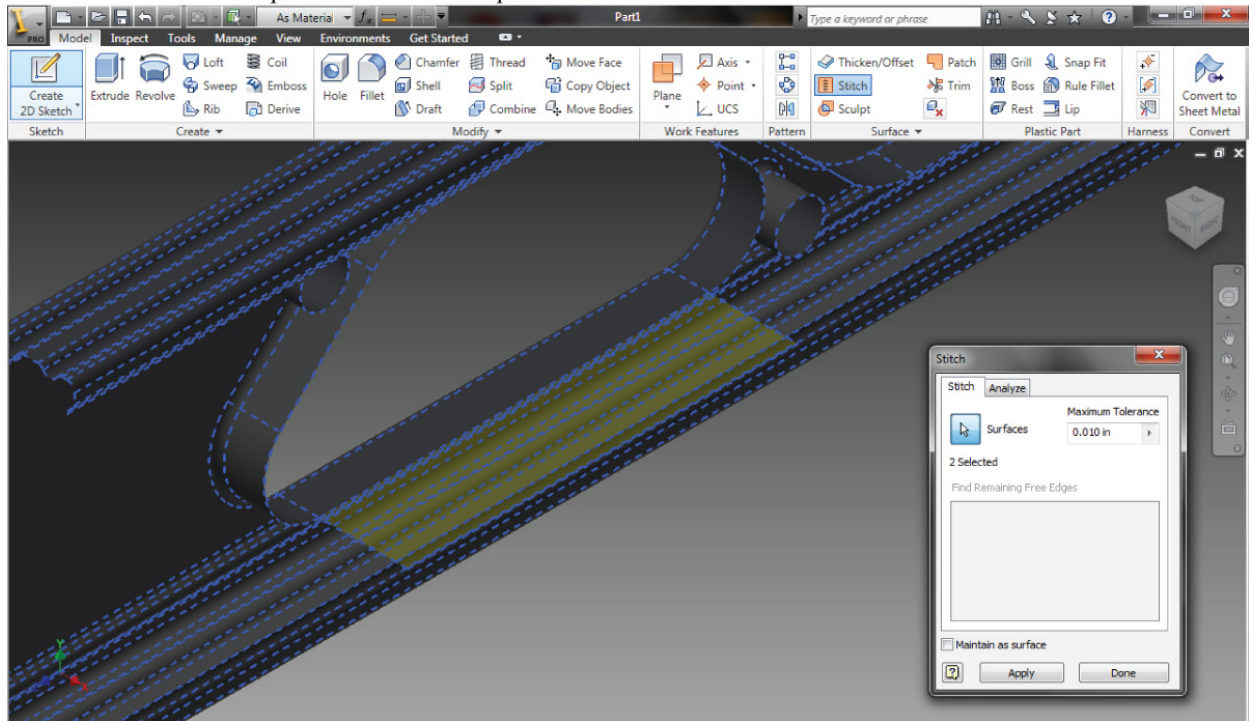 As Material
Part1
Type a keyword or phrase
PRO
Model Inspect Tools Manage View Environments Get Started
Create 2D Sketch
Extrude Revolve
Loft
Sweep
Rib
Coil
Emboss
Derive
Hole Fillet
Chamfer
Shell
Draft
Thread
Split
Combine
Move Face
Copy Object
Move Bodies
Plane
Axis
Point
UCS
Thicken/Offset
Stitch
Sculpt
Patch
Trim
Grill
Boss
Rest
Snap Fit
Rule Fillet
Lip
Convert to Sheet Metal
Sketch Create Modify Work Features Pattern Surface Plastic Part Harness Convert
TOP
FRONT RIGHT
Stitch
Stitch Analyze
Maximum Tolerance
Surfaces 0.010 in
2 Selected
Find Remaining Free Edges
Maintain as surface
Apply Done
Y